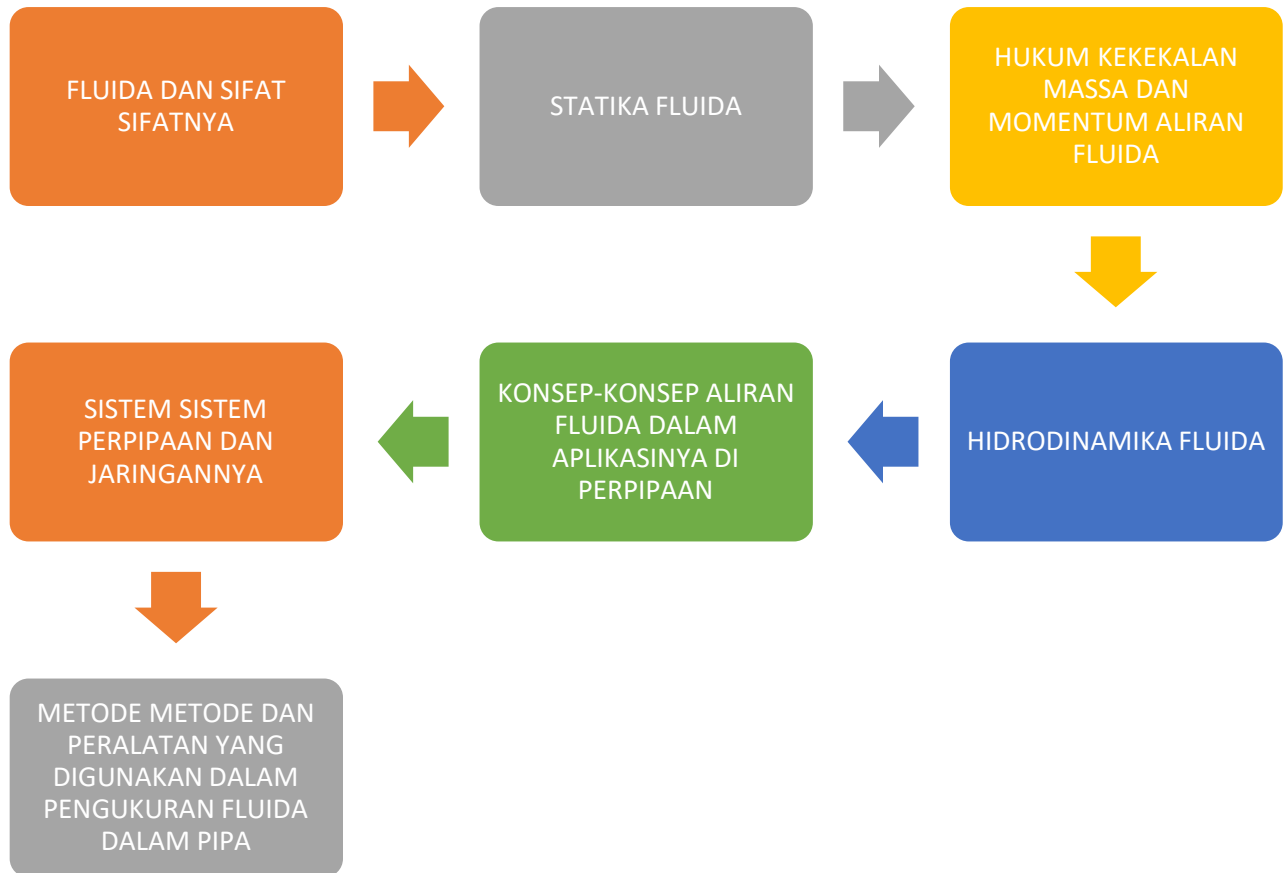 FLUIDA DAN SIFAT
SIFATNYA
STATIKA FLUIDA
HUKUM KEKEKALAN
MASSA DAN
MOMENTUM ALIRAN
FLUIDA
HIDRODINAMIKA FLUIDA
KONSEP-KONSEP ALIRAN
FLUIDA DALAM
APLIKASINYA DI
PERPIPAAN
SISTEM SISTEM
PERPIPAAN DAN
JARINGANNYA
METODE METODE DAN
PERALATAN YANG
DIGUNAKAN DALAM
PENGUKURAN FLUIDA
DALAM PIPA